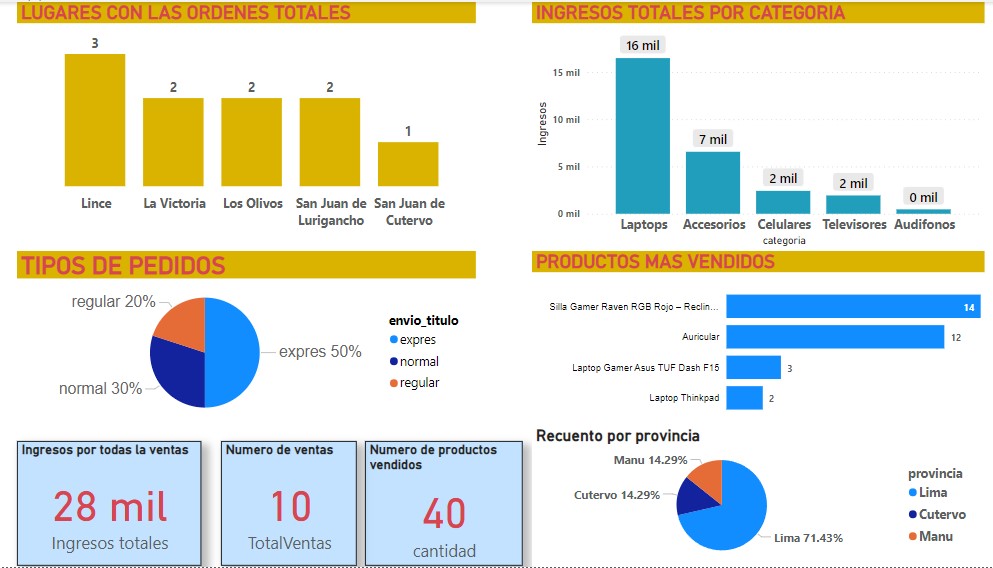 LUGARES CON LAS ORDENES TOTALES
3
2
2
2
1
Lince
La Victoria
Los Olivos
San Juan de
Lurigancho
San Juan de
Cutervo
INGRESOS TOTALES POR CATEGORIA
Ingresos
15 mil
10 mil
5 mil
0 mil
16 mil
7 mil
2 mil
2 mil
0 mil
Laptops
Accesorios
Celulares
Televisores
Audífonos
categoria
TIPOS DE PEDIDOS
regular 20%
normal 30%
expres 50%
envio_titulo
expres
normal
regular
PRODUCTOS MAS VENDIDOS
Silla Gamer Raven RGB Rojo – Reclin... 14
Auricular 12
Laptop Gamer Asus TUF Dash F15 3
Laptop Thinkpad 2
Ingresos por todas la ventas
28 mil
Ingresos totales
Numero de ventas
10
TotalVentas
Numero de productos
vendidos
40
cantidad
Recuento por provincia
Manu 14.29%
Cutervo 14.29%
Lima 71.43%
provincia
Lima
Cutervo
Manu